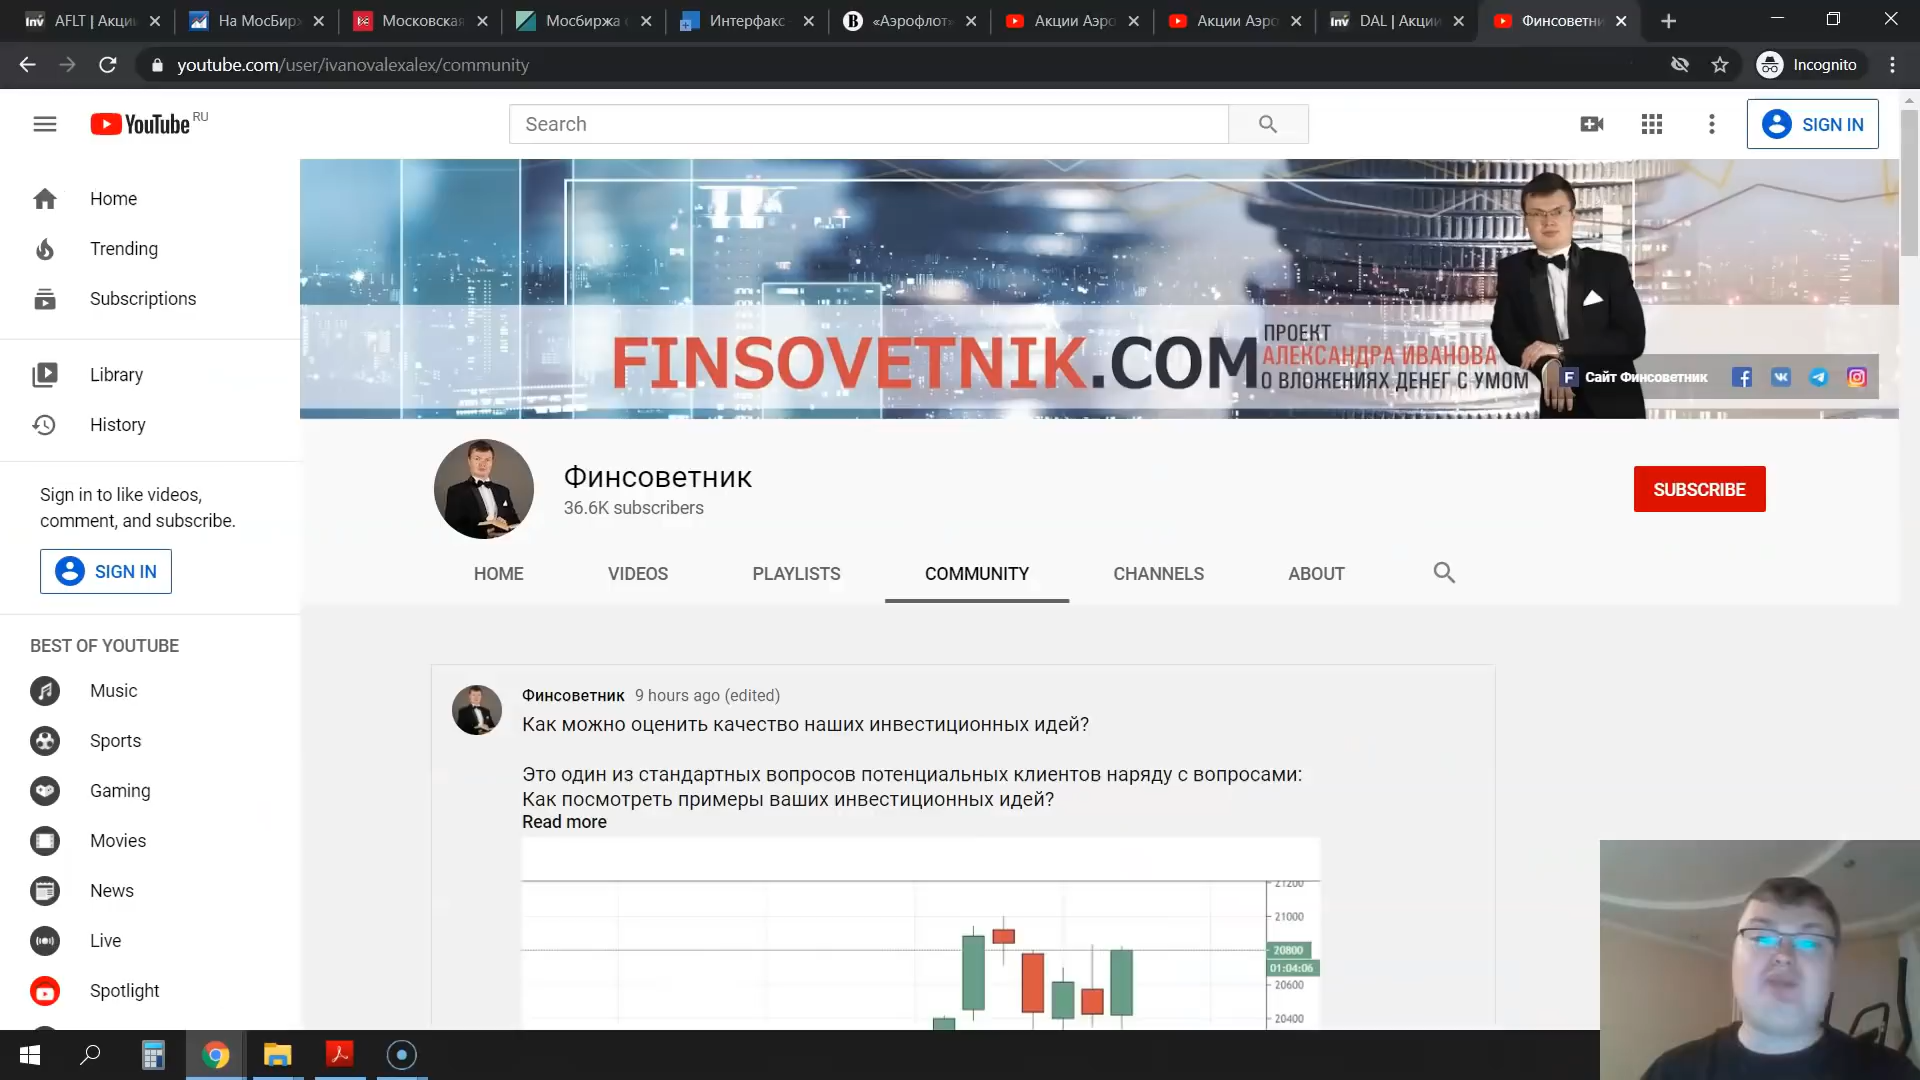 AFLT | Акци
На МосБир
Московская
Мосбиржа
Интерфакс
«Аэрофлот»
Акции Аэро
Акции Аэро
DAL | Акции
Финсоветни
youtube.com/user/ivanovalexalex/community
Incognito
YouTube RU
Search
SIGN IN
Home
Trending
Subscriptions
Library
History
Sign in to like videos,
comment, and subscribe.
SIGN IN
BEST OF YOUTUBE
Music
Sports
Gaming
Movies
News
Live
Spotlight
FINSOVETNIK.COM
ПРОЕКТ
АЛЕКСАНДРА ИВАНОВА
О ВЛОЖЕНИЯХ ДЕНЕГ С УМОМ
Сайт Финсоветник
Финсоветник
36.6K subscribers
SUBSCRIBE
HOME
VIDEOS
PLAYLISTS
COMMUNITY
CHANNELS
ABOUT
Финсоветник 9 hours ago (edited)
Как можно оценить качество наших инвестиционных идей?
Это один из стандартных вопросов потенциальных клиентов наряду с вопросами:
Как посмотреть примеры ваших инвестиционных идей?
Read more
21200
21000
20800
01:04:06
20600
20400